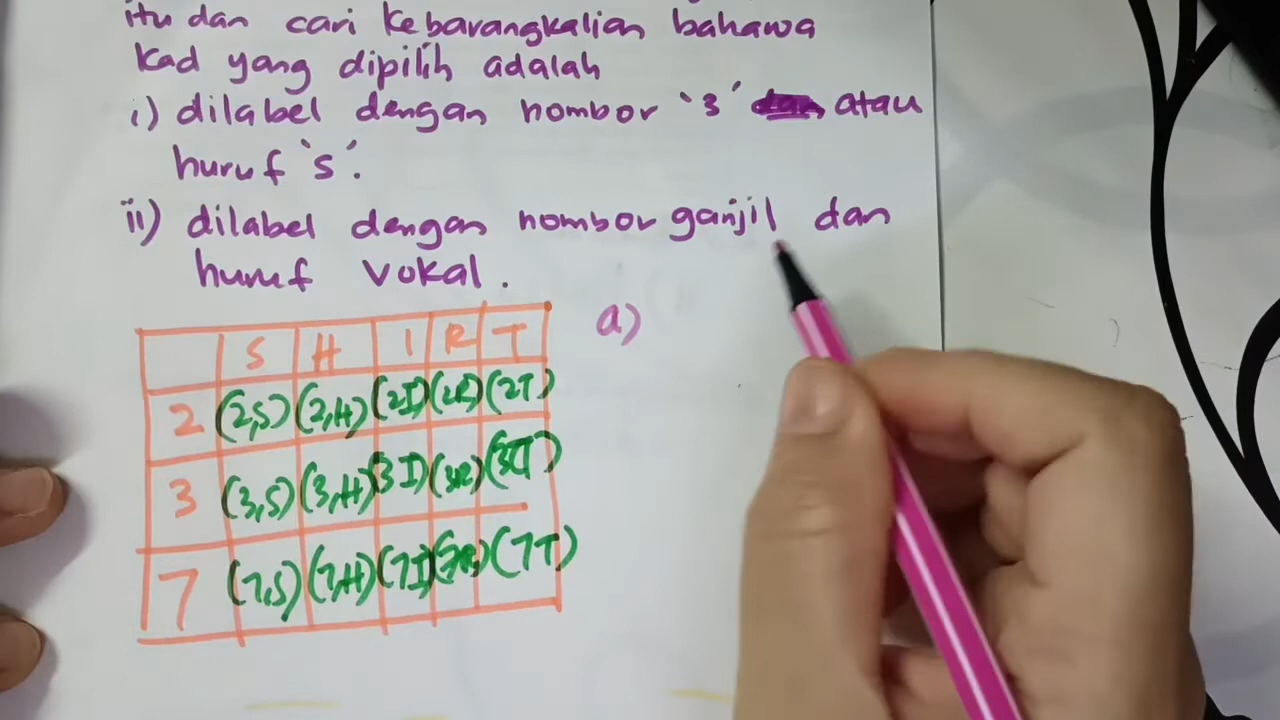 itu dan cari kebarangkalian bahawa
kad yang dipilih adalah
i) dilabel dengan nombor '3' atau
huruf 's'.
ii) dilabel dengan nombor ganjil dan
huruf vokal.
a)
S H I R T
2 (2,S) (2,H) (2I) (2R) (2T)
3 (3,S) (3,H) (3I) (3R) (3T)
7 (7,S) (7,H) (7I) (7R) (7T)